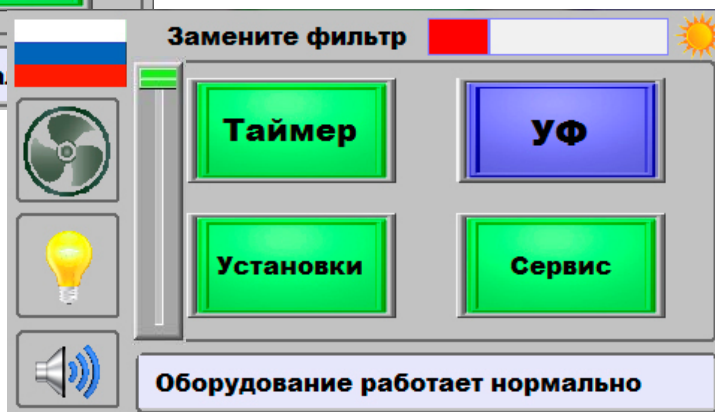 Замените фильтр
Таймер
УФ
Установки
Сервис
Оборудование работает нормально